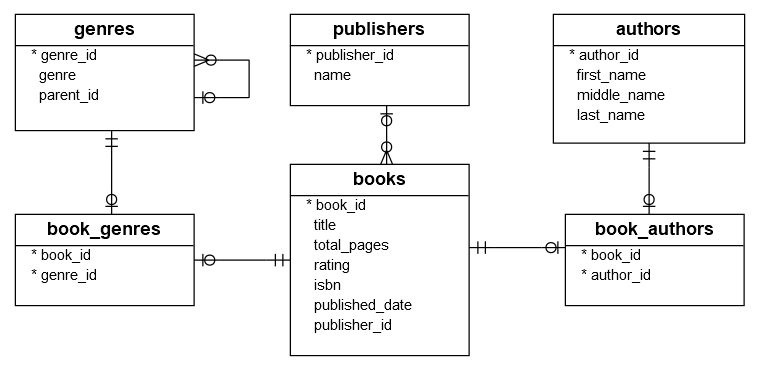 genres
* genre_id
genre
parent_id
publishers
* publisher_id
name
authors
* author_id
first_name
middle_name
last_name
book_genres
* book_id
* genre_id
books
* book_id
title
total_pages
rating
isbn
published_date
publisher_id
book_authors
* book_id
* author_id